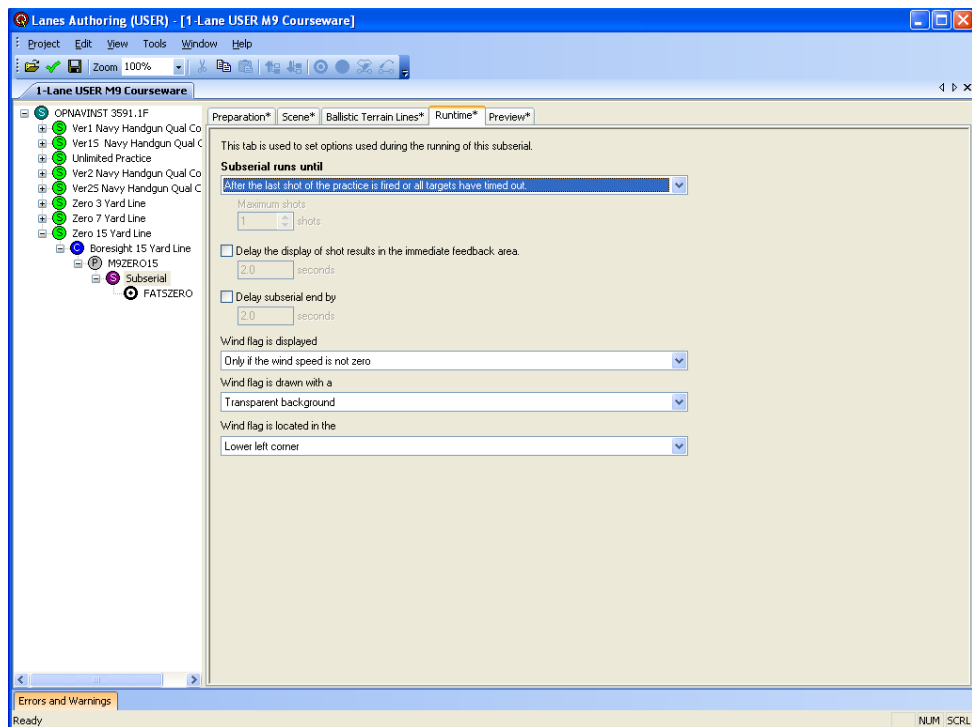 Lanes Authoring (USER) - [1-Lane USER M9 Courseware]
Project Edit View Tools Window Help
Zoom 100%
1-Lane USER M9 Courseware
S OPNAVINST 3591.1F
S Ver1 Navy Handgun Qual Co
S Ver1S Navy Handgun Qual C
S Unlimited Practice
S Ver2 Navy Handgun Qual Co
S Ver2S Navy Handgun Qual C
S Zero 3 Yard Line
S Zero 7 Yard Line
S Zero 15 Yard Line
C Boresight 15 Yard Line
P M9ZERO15
S Subserial
FATSZERO
Preparation* Scene* Ballistic Terrain Lines* Runtime* Preview*
This tab is used to set options used during the running of this subserial.
Subserial runs until
After the last shot of the practice is fired or all targets have timed out.
Maximum shots
1 shots
Delay the display of shot results in the immediate feedback area.
2.0 seconds
Delay subserial end by
2.0 seconds
Wind flag is displayed
Only if the wind speed is not zero
Wind flag is drawn with a
Transparent background
Wind flag is located in the
Lower left corner
Errors and Warnings
Ready NUM SCRL